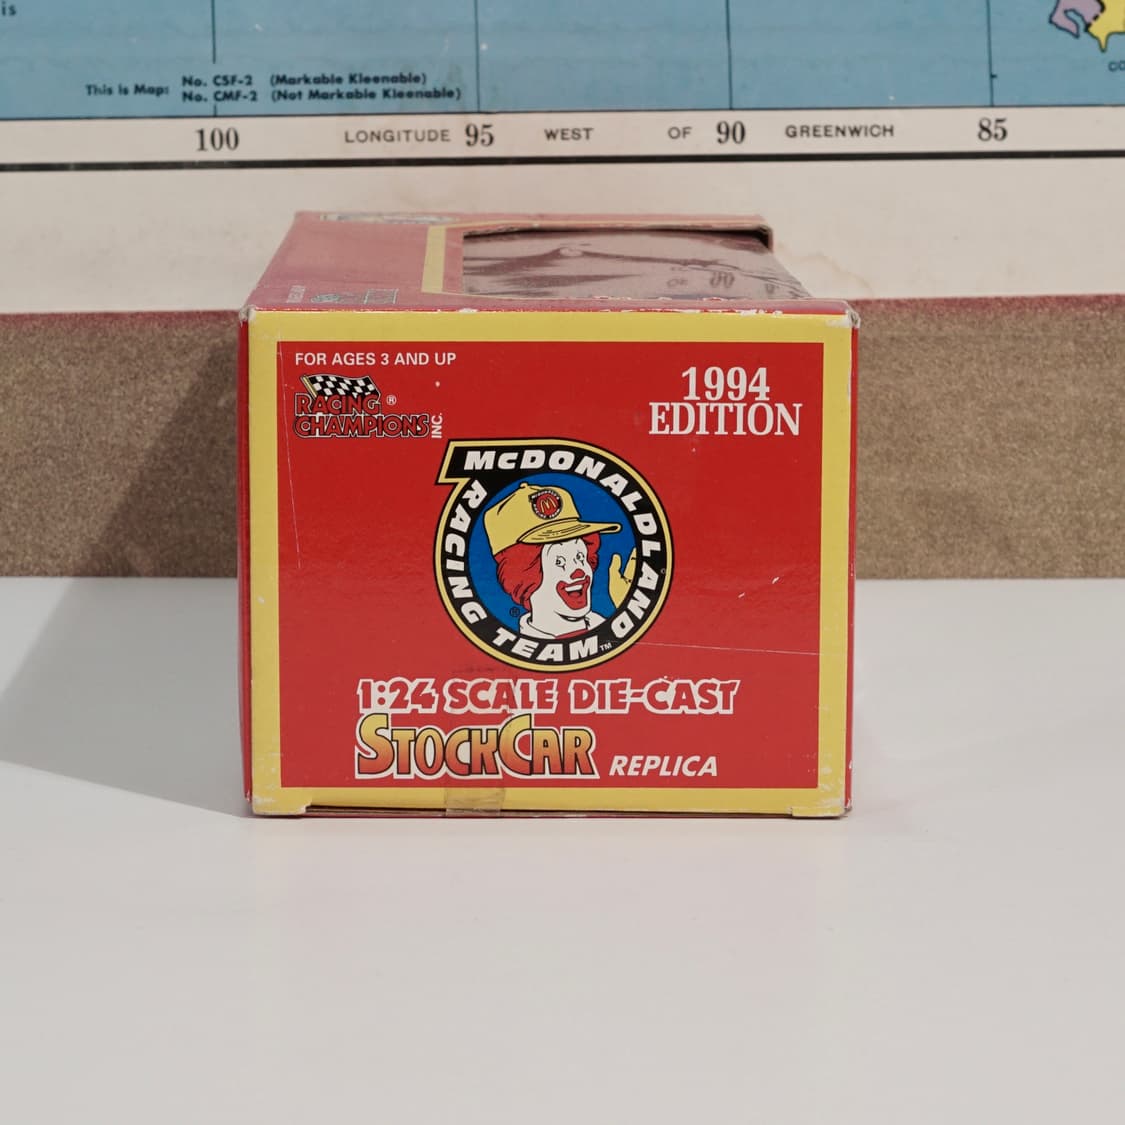 is
This is Map: No. CSF-2 (Markable Kleenable)
No. CMF-2 (Not Markable Kleenable)
100 LONGITUDE 95 WEST OF 90 GREENWICH 85
FOR AGES 3 AND UP
RACING ®
CHAMPIONS INC.
1994
EDITION
McDONALDLAND
RACING TEAM™
®
1:24 SCALE DIE-CAST
STOCKCAR REPLICA